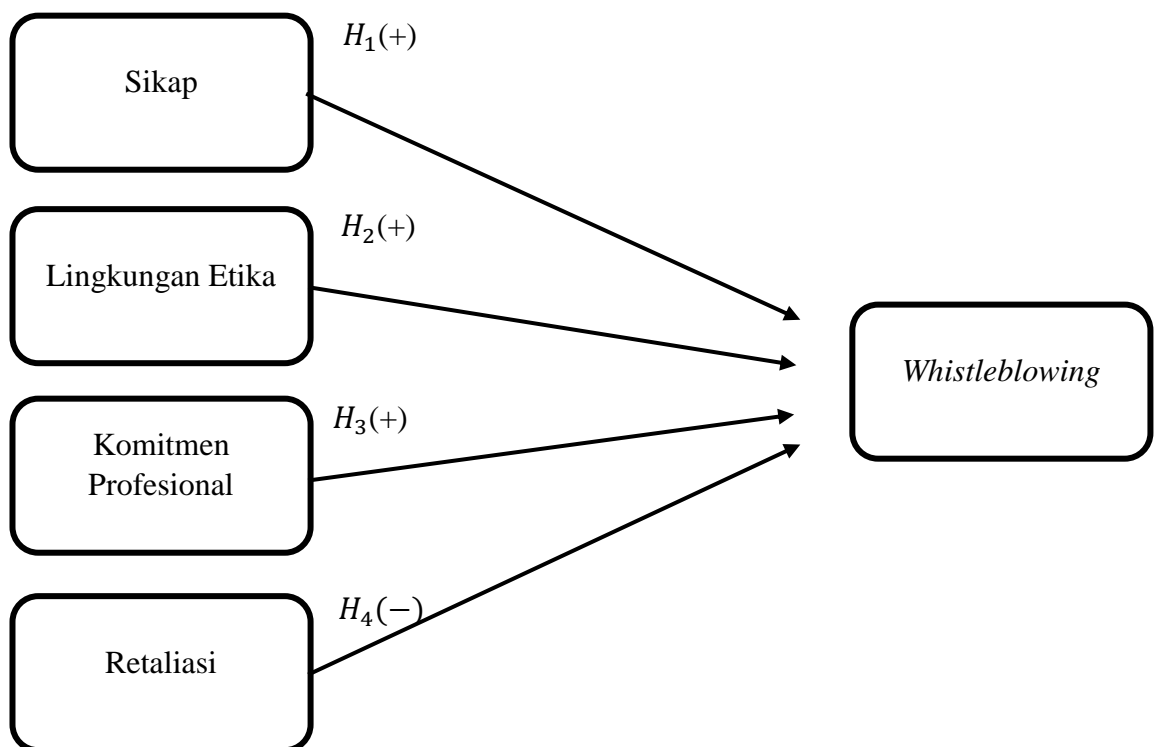 H₁(+)
Sikap
H₂(+)
Lingkungan Etika
Whistleblowing
H₃(+)
Komitmen
Profesional
H₄(−)
Retaliasi